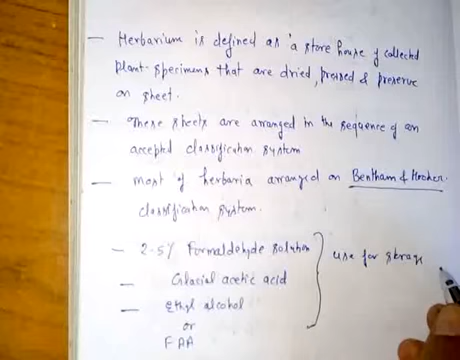 — Herbarium is defined as 'a store house of collected
plant-specimens that are dried, pressed & preserve
on sheet.
— These sheets are arranged in the sequence of an
accepted classification system
— most of herbaria arranged on Bentham & Hooker
classification system.
— 2-5% Formaldehyde solution
— Glacial acetic acid
— Ethyl alcohol
or
FAA
use for storage